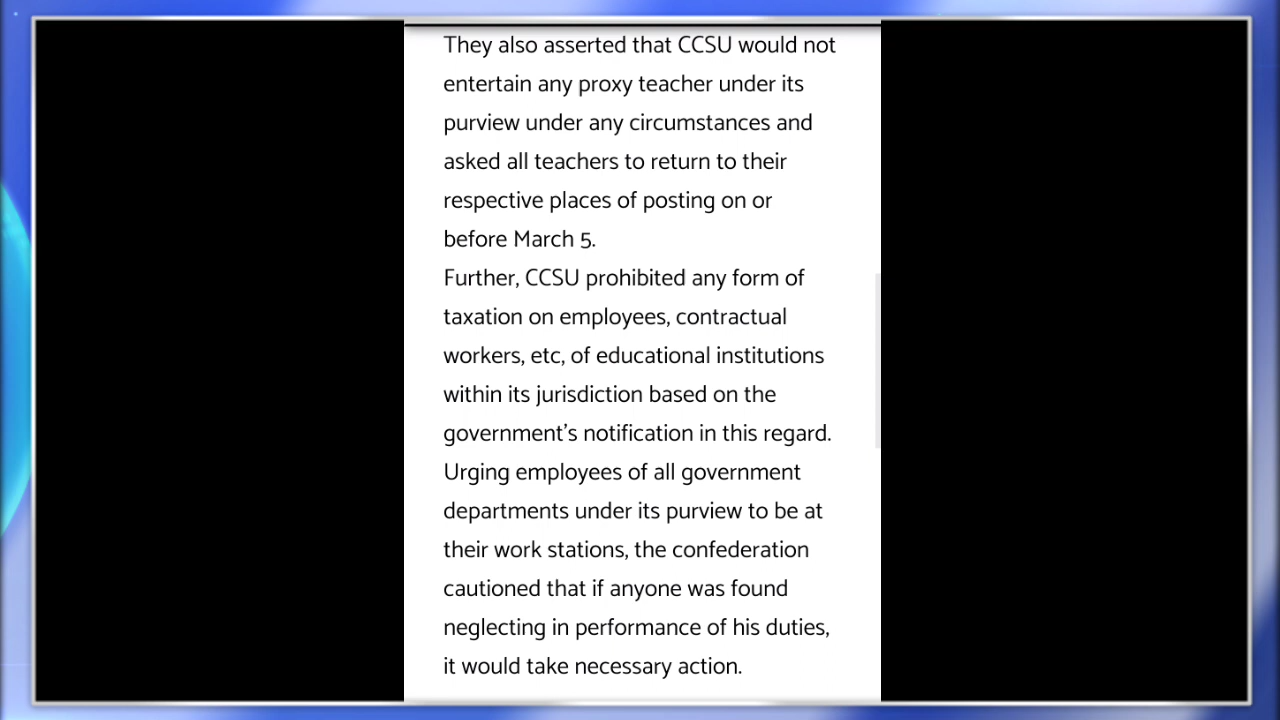 They also asserted that CCSU would not
entertain any proxy teacher under its
purview under any circumstances and
asked all teachers to return to their
respective places of posting on or
before March 5.
Further, CCSU prohibited any form of
taxation on employees, contractual
workers, etc, of educational institutions
within its jurisdiction based on the
government’s notification in this regard.
Urging employees of all government
departments under its purview to be at
their work stations, the confederation
cautioned that if anyone was found
neglecting in performance of his duties,
it would take necessary action.